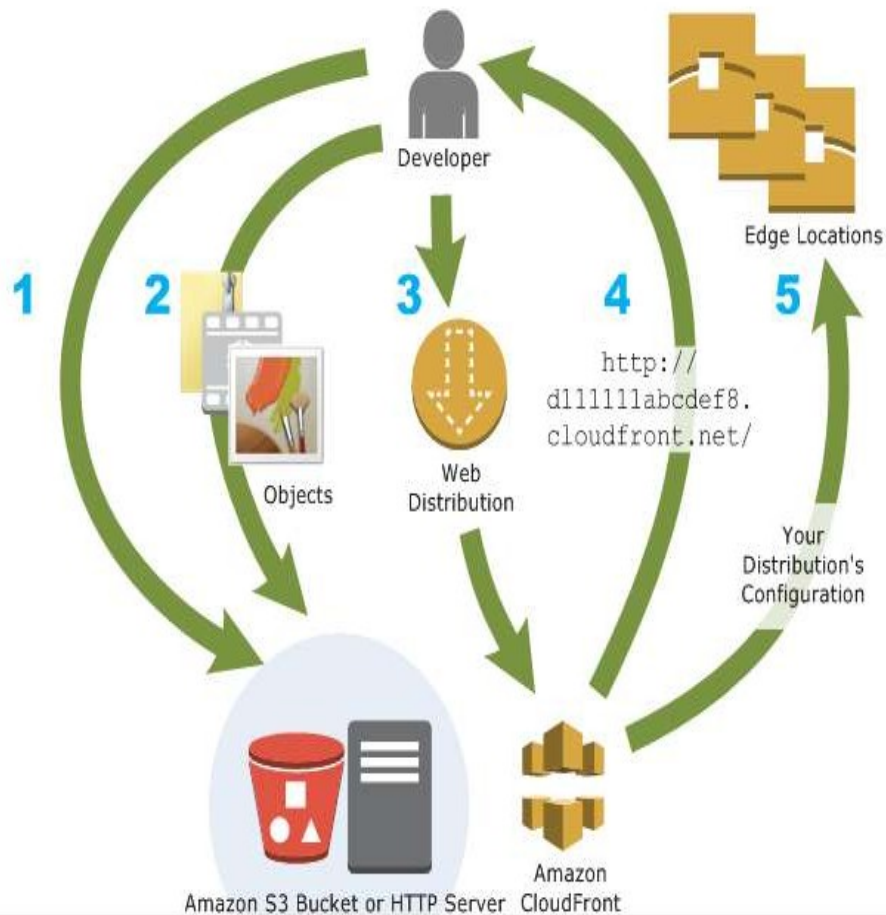 Developer
Edge Locations
1
2
3
4
5
http://
d111111abcdef8.
cloudfront.net/
Objects
Web
Distribution
Your
Distribution's
Configuration
Amazon S3 Bucket or HTTP Server
Amazon
CloudFront